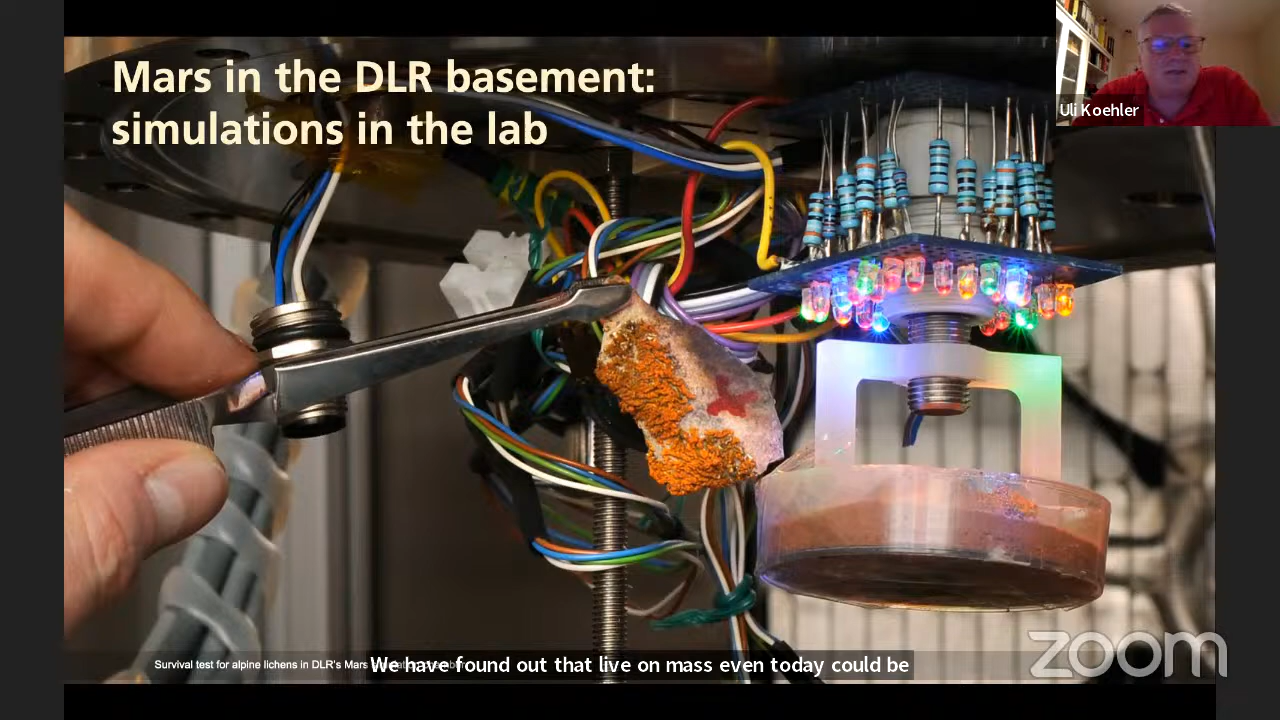 Mars in the DLR basement:
simulations in the lab
Uli Koehler
Survival test for alpine lichens in DLR's Mars
We have found out that live on mass even today could be
zoom